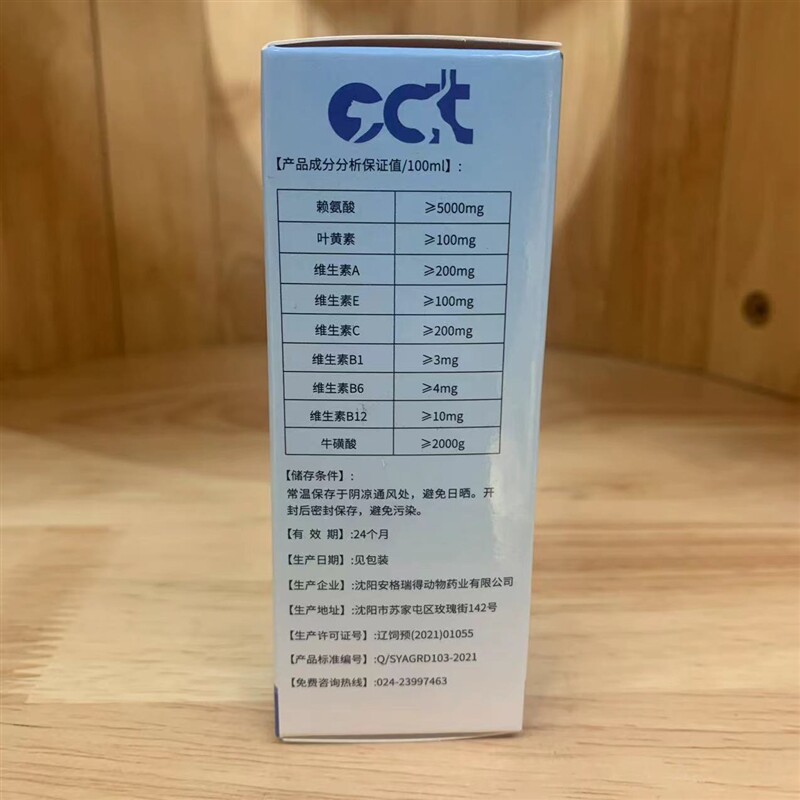 cct
【产品成分分析保证值/100ml】:
赖氨酸 ≥5000mg
叶黄素 ≥100mg
维生素A ≥200mg
维生素E ≥100mg
维生素C ≥200mg
维生素B1 ≥3mg
维生素B6 ≥4mg
维生素B12 ≥10mg
牛磺酸 ≥2000g
【储存条件】:
常温保存于阴凉通风处，避免日晒。开
封后密封保存，避免污染。
【有 效 期】:24个月
【生产日期】:见包装
【生产企业】:沈阳安格瑞得动物药业有限公司
【生产地址】:沈阳市苏家屯区玫瑰街142号
【生产许可证号】:辽饲预(2021)01055
【产品标准编号】:Q/SYAGRD103-2021
【免费咨询热线】:024-23997463